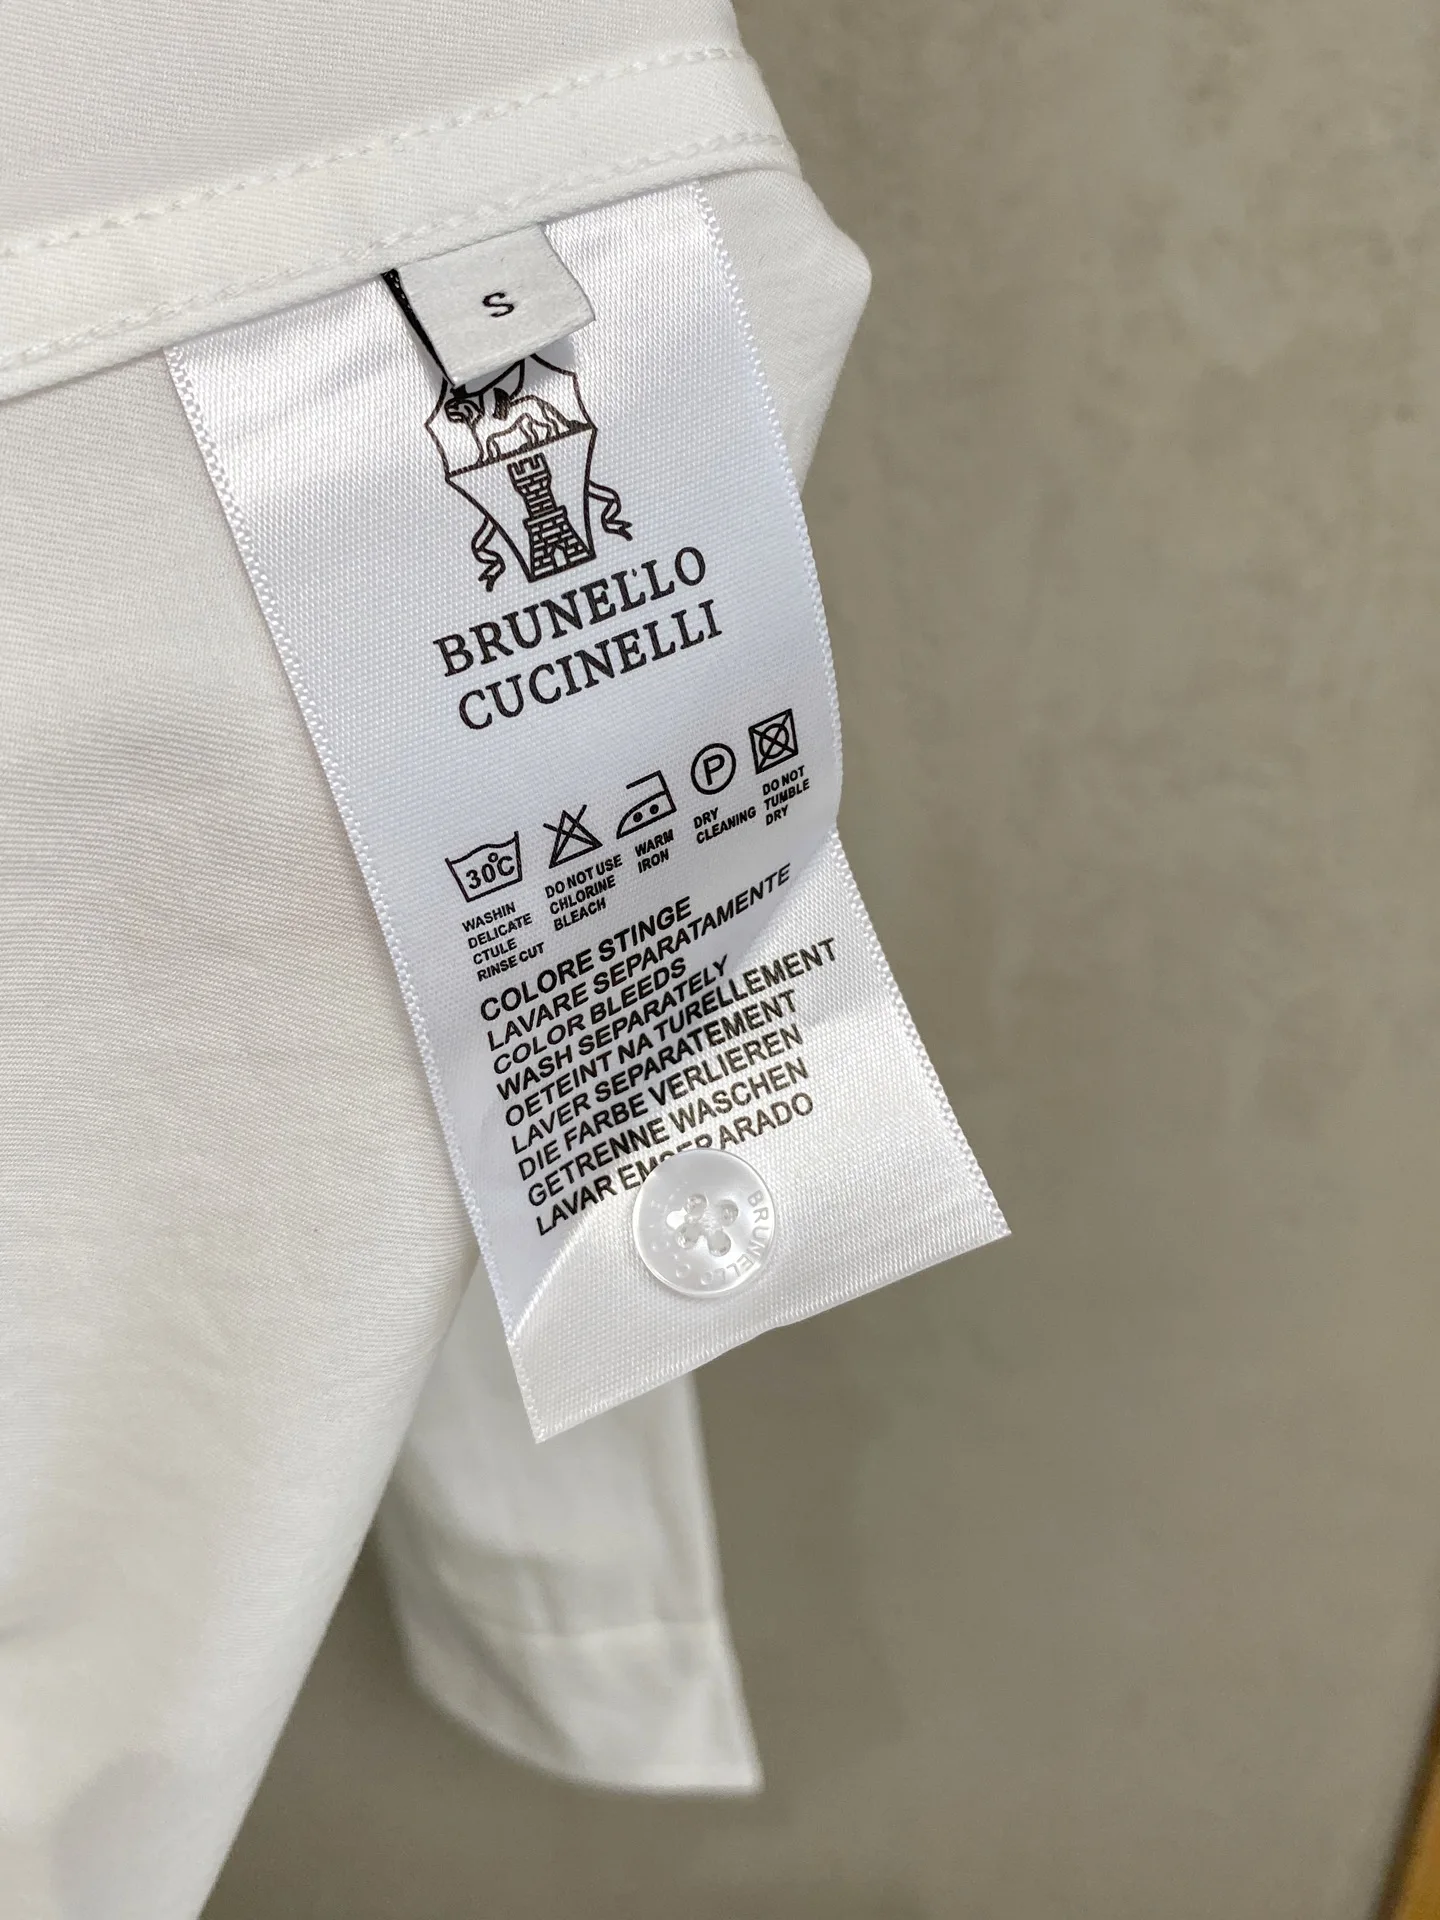 S
BRUNELLO
CUCINELLI
30°C
P
WASHIN
DELICATE
CTULE
RINSE CUT
DO NOT USE
CHLORINE
BLEACH
WARM
IRON
DRY
CLEANING
DO NOT
TUMBLE
DRY
COLORE STINGE
LAVARE SEPARATAMENTE
COLOR BLEEDS
WASH SEPARATELY
OETEINT NA TURELLEMENT
LAVER SEPARATEMENT
DIE FARBE VERLIEREN
GETRENNE WASCHEN
LAVAR EMSEPARADO
BRUNELLO